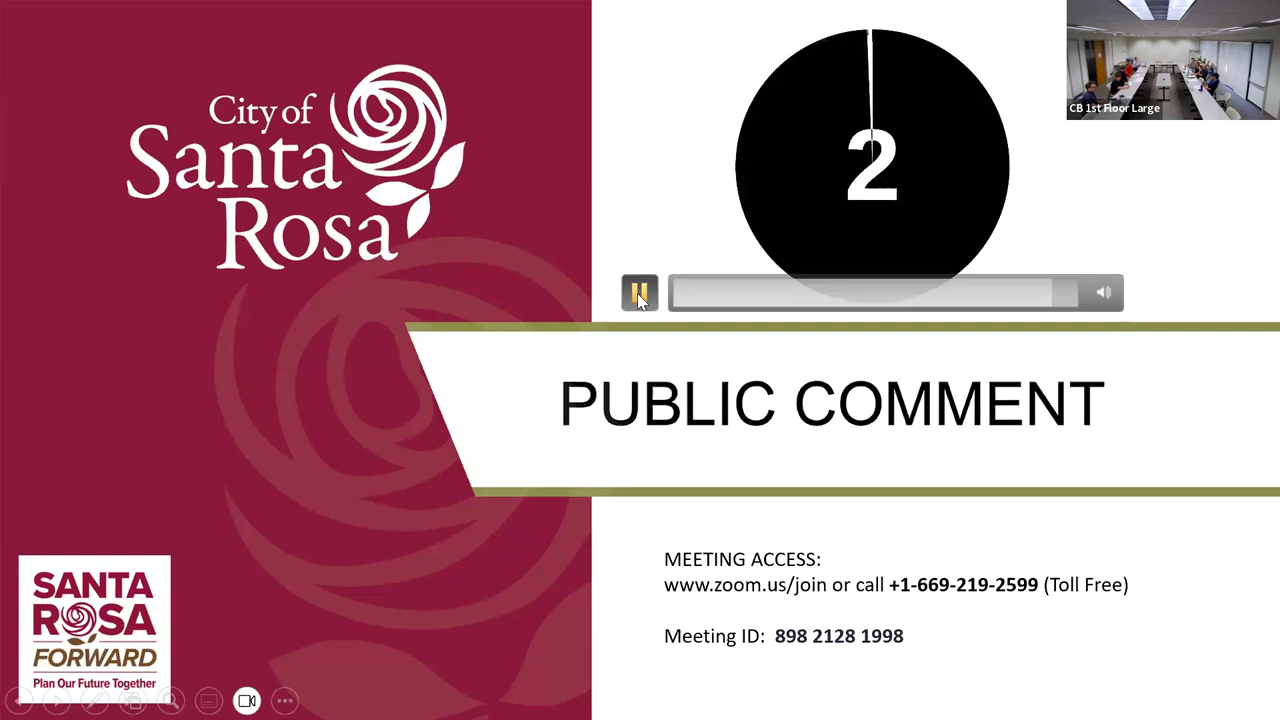 City of
Santa
Rosa
2
CB 1st Floor Large
PUBLIC COMMENT
MEETING ACCESS:
www.zoom.us/join or call +1-669-219-2599 (Toll Free)
Meeting ID: 898 2128 1998
SANTA
ROSA
FORWARD
Plan Our Future Together